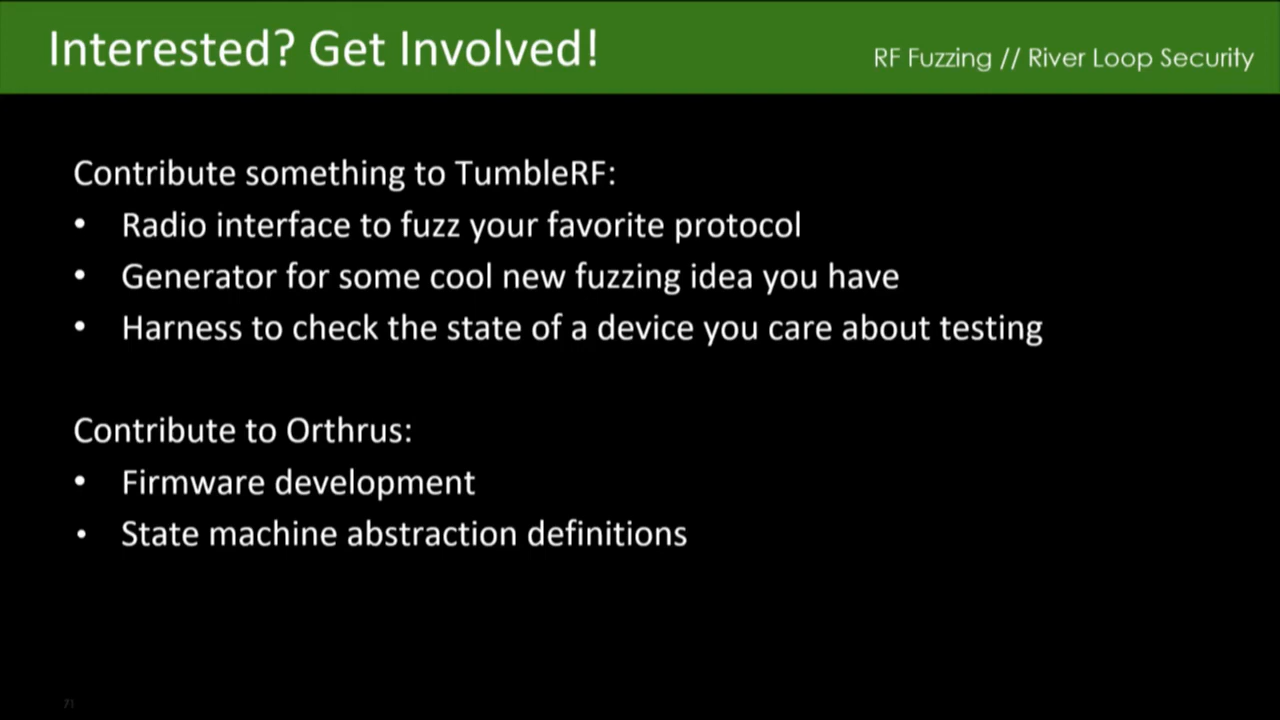 Interested? Get Involved!
RF Fuzzing // River Loop Security
Contribute something to TumbleRF:
• Radio interface to fuzz your favorite protocol
• Generator for some cool new fuzzing idea you have
• Harness to check the state of a device you care about testing
Contribute to Orthrus:
• Firmware development
• State machine abstraction definitions
71